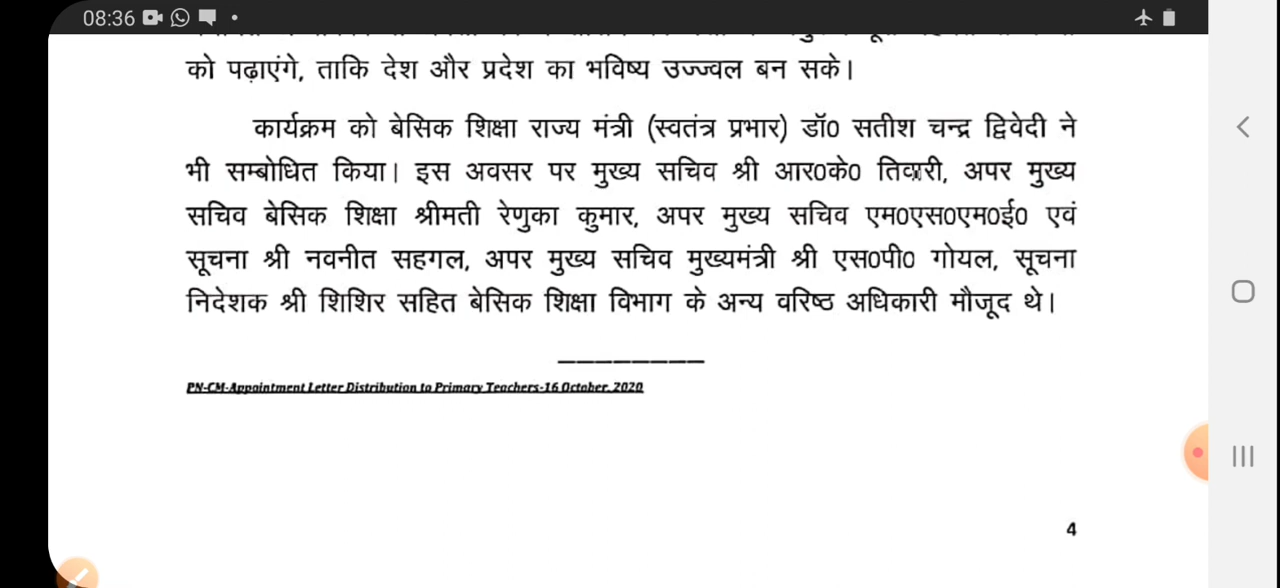 08:36
को पढ़ाएंगे, ताकि देश और प्रदेश का भविष्य उज्ज्वल बन सके।
कार्यक्रम को बेसिक शिक्षा राज्य मंत्री (स्वतंत्र प्रभार) डॉ0 सतीश चन्द्र द्विवेदी ने
भी सम्बोधित किया। इस अवसर पर मुख्य सचिव श्री आर0के0 तिवारी, अपर मुख्य
सचिव बेसिक शिक्षा श्रीमती रेणुका कुमार, अपर मुख्य सचिव एम0एस0एम0ई0 एवं
सूचना श्री नवनीत सहगल, अपर मुख्य सचिव मुख्यमंत्री श्री एस0पी0 गोयल, सूचना
निदेशक श्री शिशिर सहित बेसिक शिक्षा विभाग के अन्य वरिष्ठ अधिकारी मौजूद थे।
PN-CM-Appointment Letter Distribution to Primary Teachers-16 October, 2020
4